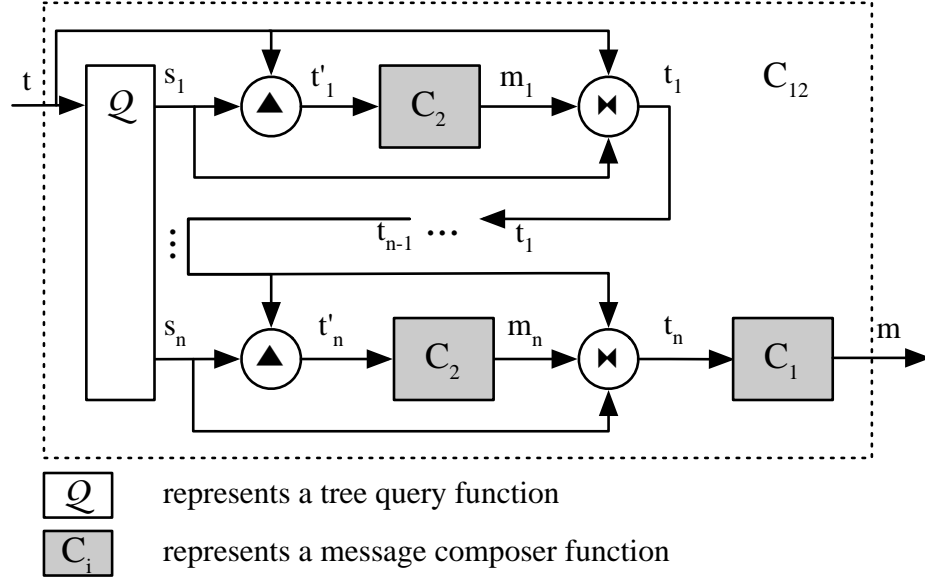 t
Q
s₁
t'₁
C₂
m₁
t₁
C₁₂
⋮
tₙ₋₁
...
t₁
sₙ
t'ₙ
C₂
mₙ
tₙ
C₁
m
Q represents a tree query function
Cᵢ represents a message composer function